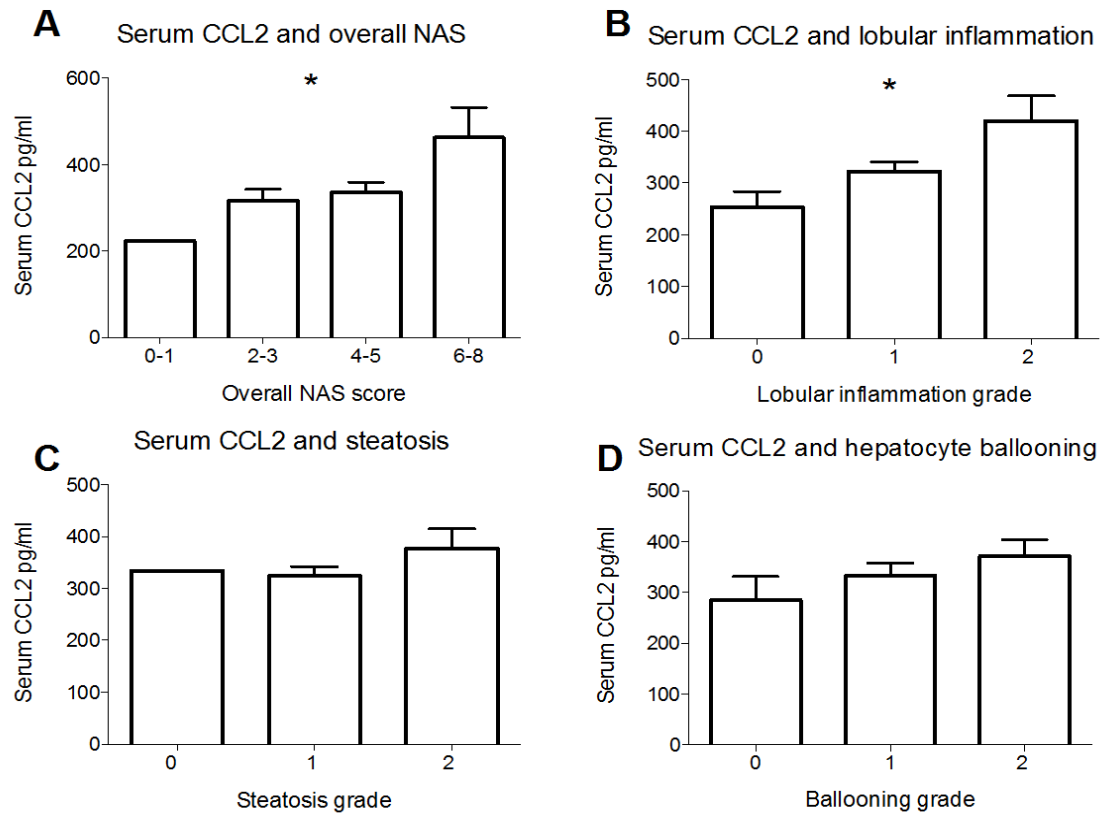 A
Serum CCL2 and overall NAS
Serum CCL2 pg/ml
600
400
200
0
*
0-1
2-3
4-5
6-8
Overall NAS score
B
Serum CCL2 and lobular inflammation
Serum CCL2 pg/ml
500
400
300
200
100
0
*
0
1
2
Lobular inflammation grade
C
Serum CCL2 and steatosis
Serum CCL2 pg/ml
500
400
300
200
100
0
0
1
2
Steatosis grade
D
Serum CCL2 and hepatocyte ballooning
Serum CCL2 pg/ml
500
400
300
200
100
0
0
1
2
Ballooning grade